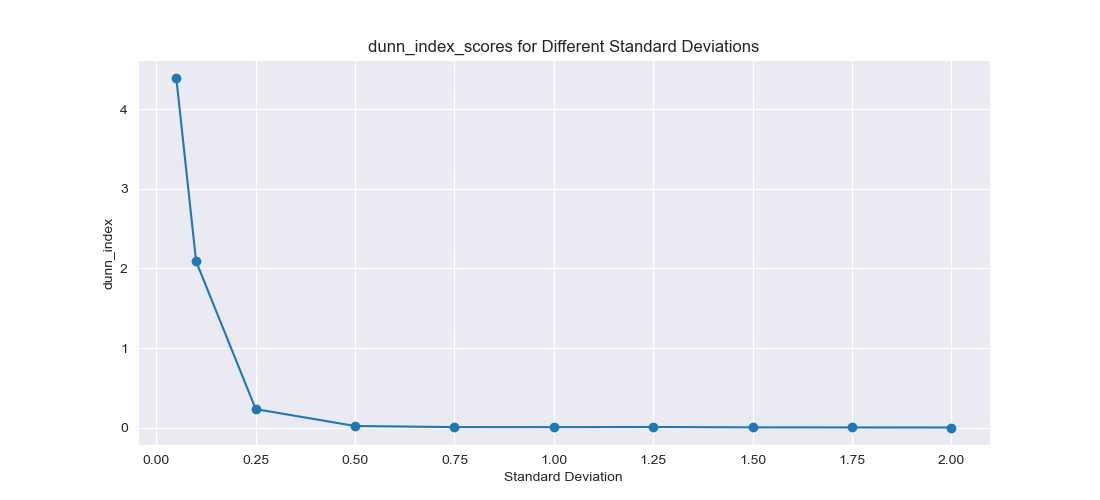 dunn_index_scores for Different Standard Deviations
4
3
2
1
0
dunn_index
0.00 0.25 0.50 0.75 1.00 1.25 1.50 1.75 2.00
Standard Deviation